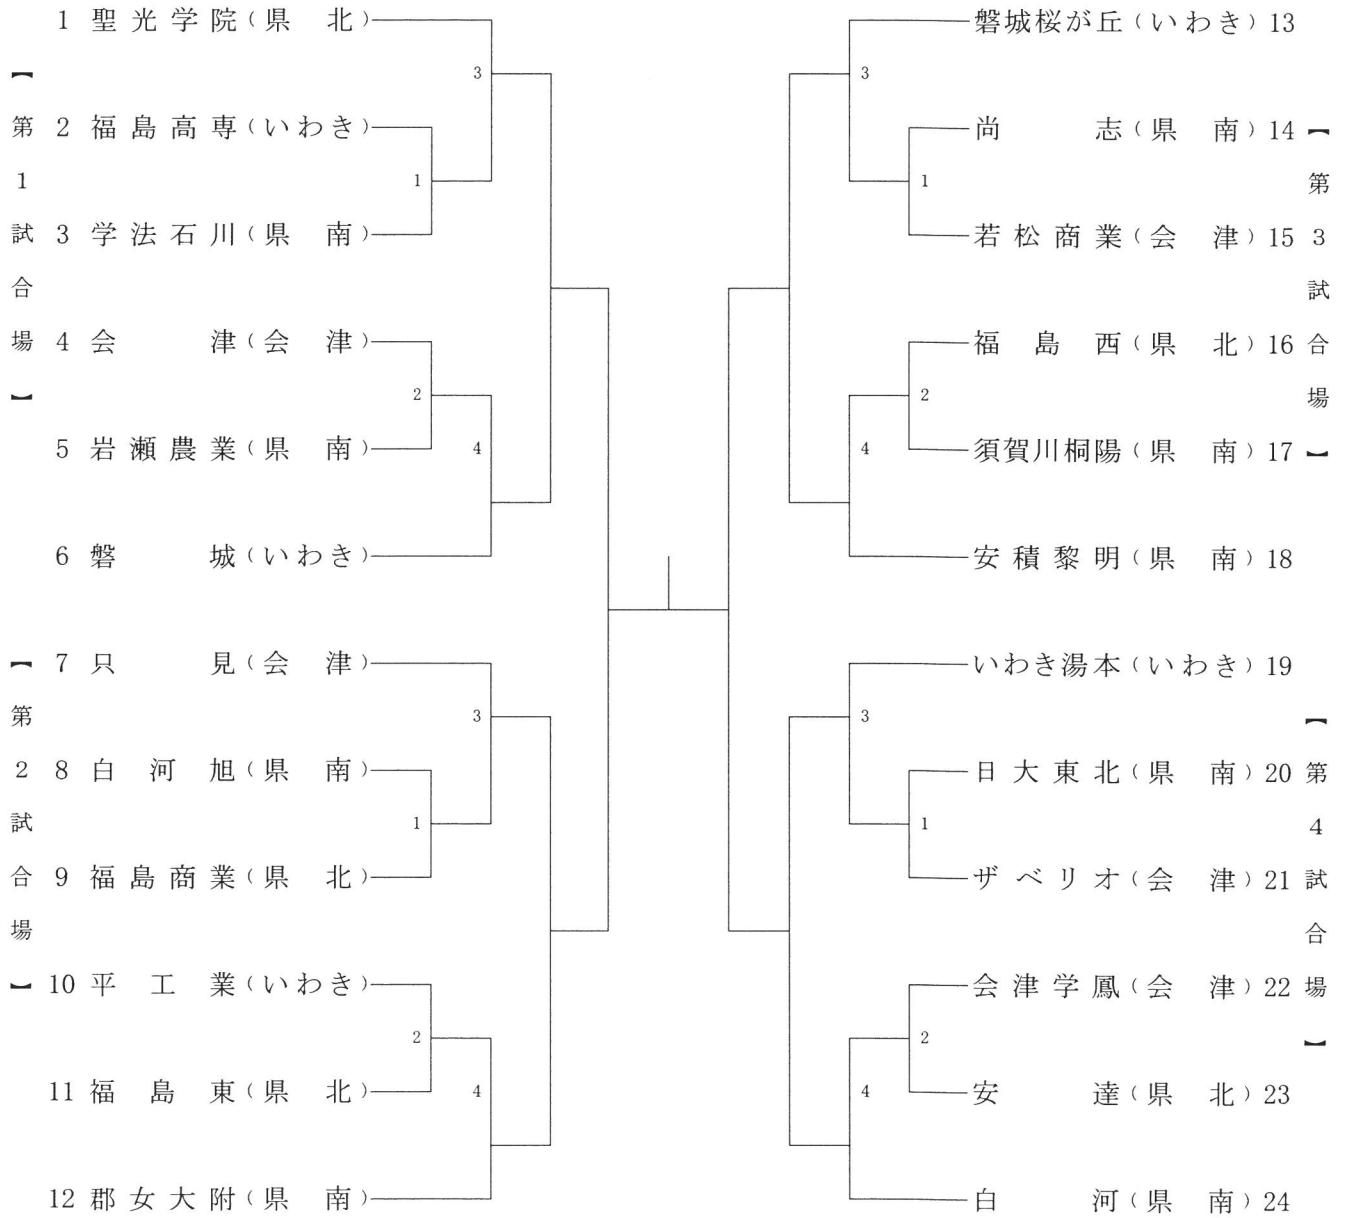 【第1試合場】
1 聖光学院(県 北)
3
2 福島高専(いわき)
1
3 学法石川(県 南)
4 会 津(会 津)
2
5 岩瀬農業(県 南)
4
6 磐 城(いわき)
【第2試合場】
7 只 見(会 津)
3
8 白河旭(県 南)
1
9 福島商業(県 北)
10 平工業(いわき)
2
11 福島東(県 北)
4
12 郡女大附(県 南)
磐城桜が丘(いわき)13
3
尚 志(県 南)14
1
若松商業(会 津)15
福島西(県 北)16
2
須賀川桐陽(県 南)17
4
安積黎明(県 南)18
【第3試合場】
いわき湯本(いわき)19
3
日大東北(県 南)20
1
ザベリオ(会 津)21
会津学鳳(会 津)22
2
安 達(県 北)23
4
白 河(県 南)24
【第4試合場】